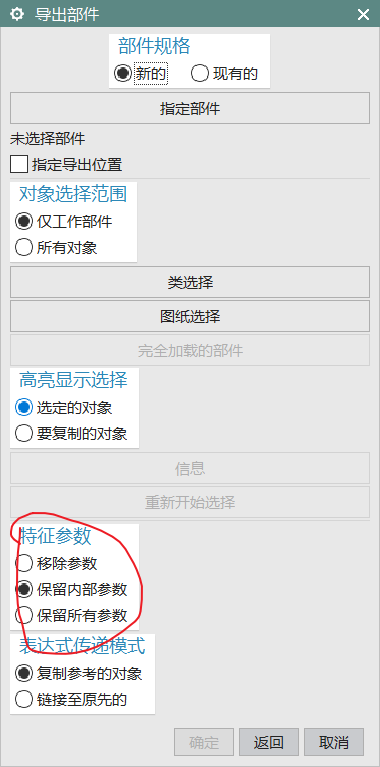 导出部件
部件规格
新的
现有的
指定部件
未选择部件
指定导出位置
对象选择范围
仅工作部件
所有对象
类选择
图纸选择
完全加载的部件
高亮显示选择
选定的对象
要复制的对象
信息
重新开始选择
特征参数
移除参数
保留内部参数
保留所有参数
表达式传递模式
复制参考的对象
链接至原先的
确定
返回
取消